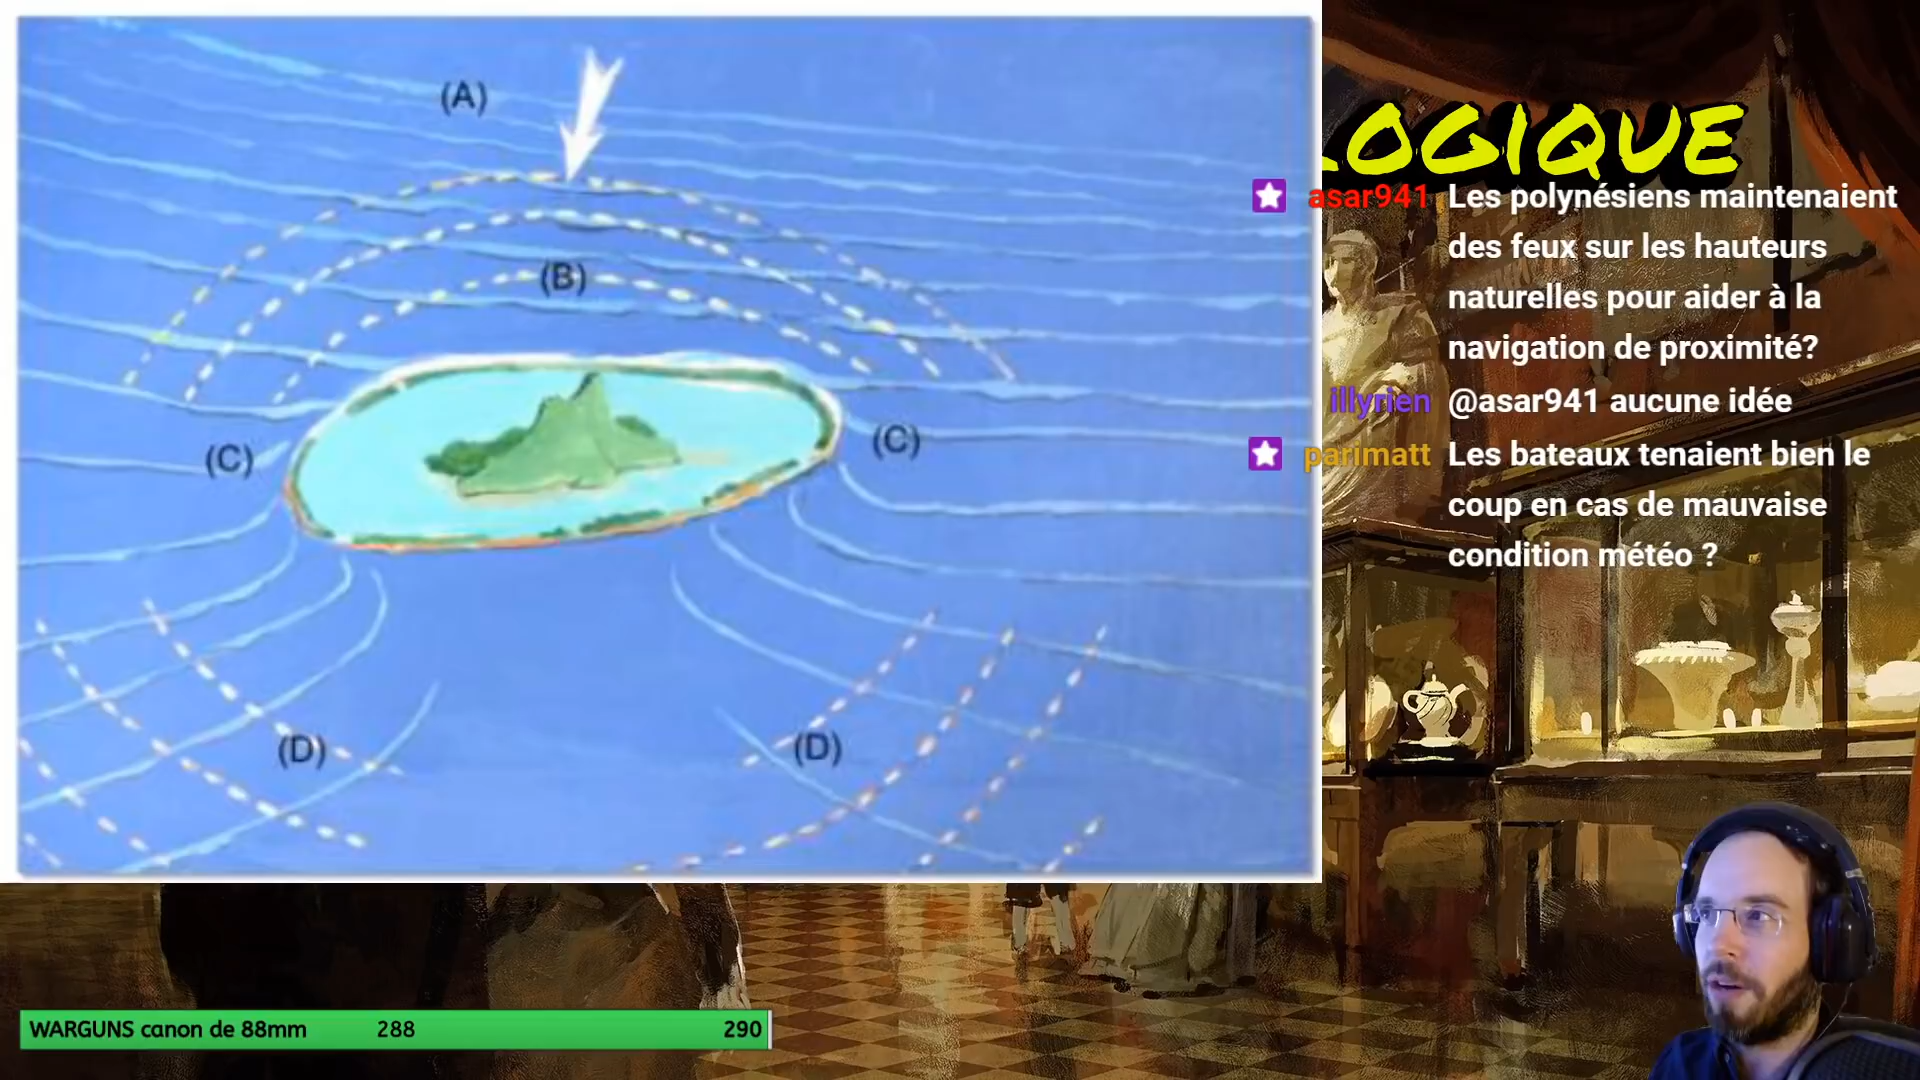 (A)
(B)
(C)
(C)
(D)
(D)
LOGIQUE
asar941 Les polynésiens maintenaient
des feux sur les hauteurs
naturelles pour aider à la
navigation de proximité?
illyrien @asar941 aucune idée
parimatt Les bateaux tenaient bien le
coup en cas de mauvaise
condition météo ?
WARGUNS canon de 88mm 288 290